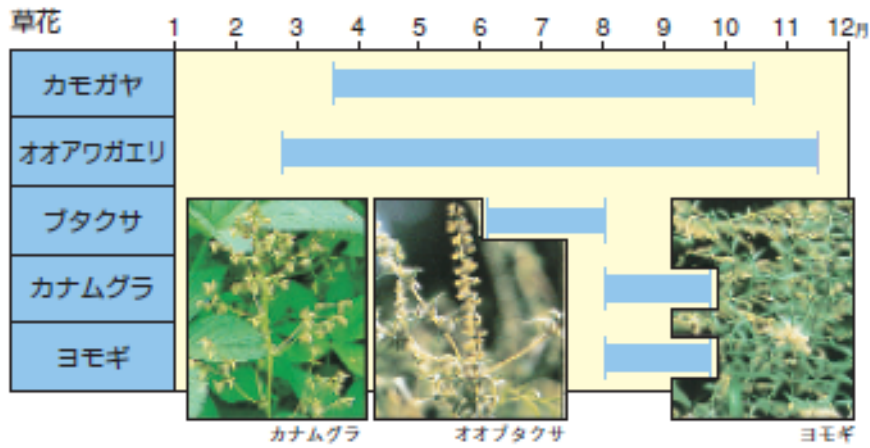 草花
1 2 3 4 5 6 7 8 9 10 11 12月
カモガヤ
オオアワガエリ
ブタクサ
カナムグラ
ヨモギ
カナムグラ オオブタクサ ヨモギ